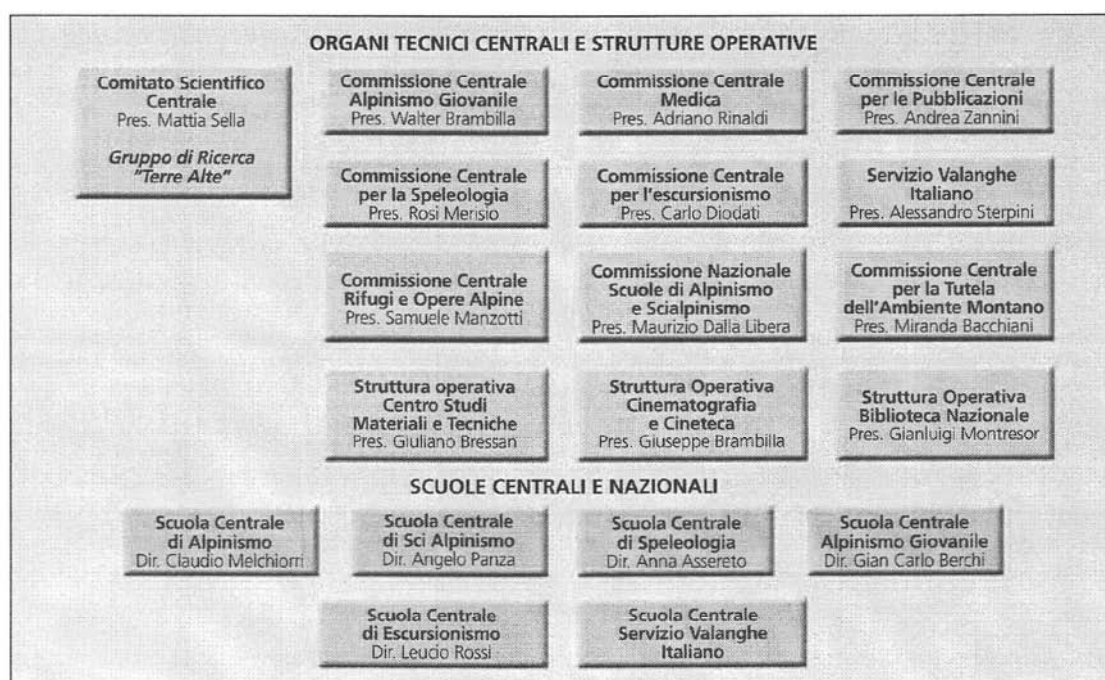 ORGANI TECNICI CENTRALI E STRUTTURE OPERATIVE
Comitato Scientifico
Centrale
Pres. Mattia Sella
Gruppo di Ricerca
"Terre Alte"
Commissione Centrale
Alpinismo Giovanile
Pres. Walter Brambilla
Commissione Centrale
Medica
Pres. Adriano Rinaldi
Commissione Centrale
per le Pubblicazioni
Pres. Andrea Zannini
Commissione Centrale
per la Speleologia
Pres. Rosi Merisio
Commissione Centrale
per l'escursionismo
Pres. Carlo Diodati
Servizio Valanghe
Italiano
Pres. Alessandro Sterpini
Commissione Centrale
Rifugi e Opere Alpine
Pres. Samuele Manzotti
Commissione Nazionale
Scuole di Alpinismo
e Scialpinismo
Pres. Maurizio Dalla Libera
Commissione Centrale
per la Tutela
dell'Ambiente Montano
Pres. Miranda Bacchiani
Struttura operativa
Centro Studi
Materiali e Tecniche
Pres. Giuliano Bressan
Struttura Operativa
Cinematografia
e Cineteca
Pres. Giuseppe Brambilla
Struttura Operativa
Biblioteca Nazionale
Pres. Gianluigi Montresor
SCUOLE CENTRALI E NAZIONALI
Scuola Centrale
di Alpinismo
Dir. Claudio Melchiorri
Scuola Centrale
di Sci Alpinismo
Dir. Angelo Panza
Scuola Centrale
di Speleologia
Dir. Anna Assereto
Scuola Centrale
Alpinismo Giovanile
Dir. Gian Carlo Berchi
Scuola Centrale
di Escursionismo
Dir. Leucio Rossi
Scuola Centrale
Servizio Valanghe
Italiano